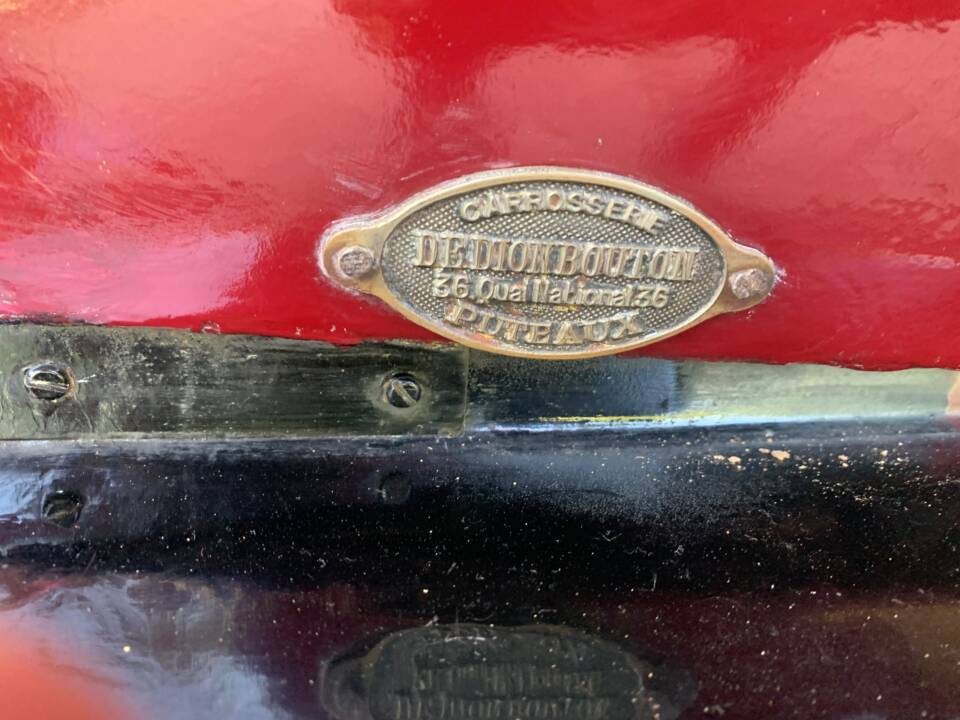 CARROSSERIE
DE DION BOUTON
36, Quai National 36
PUTEAUX